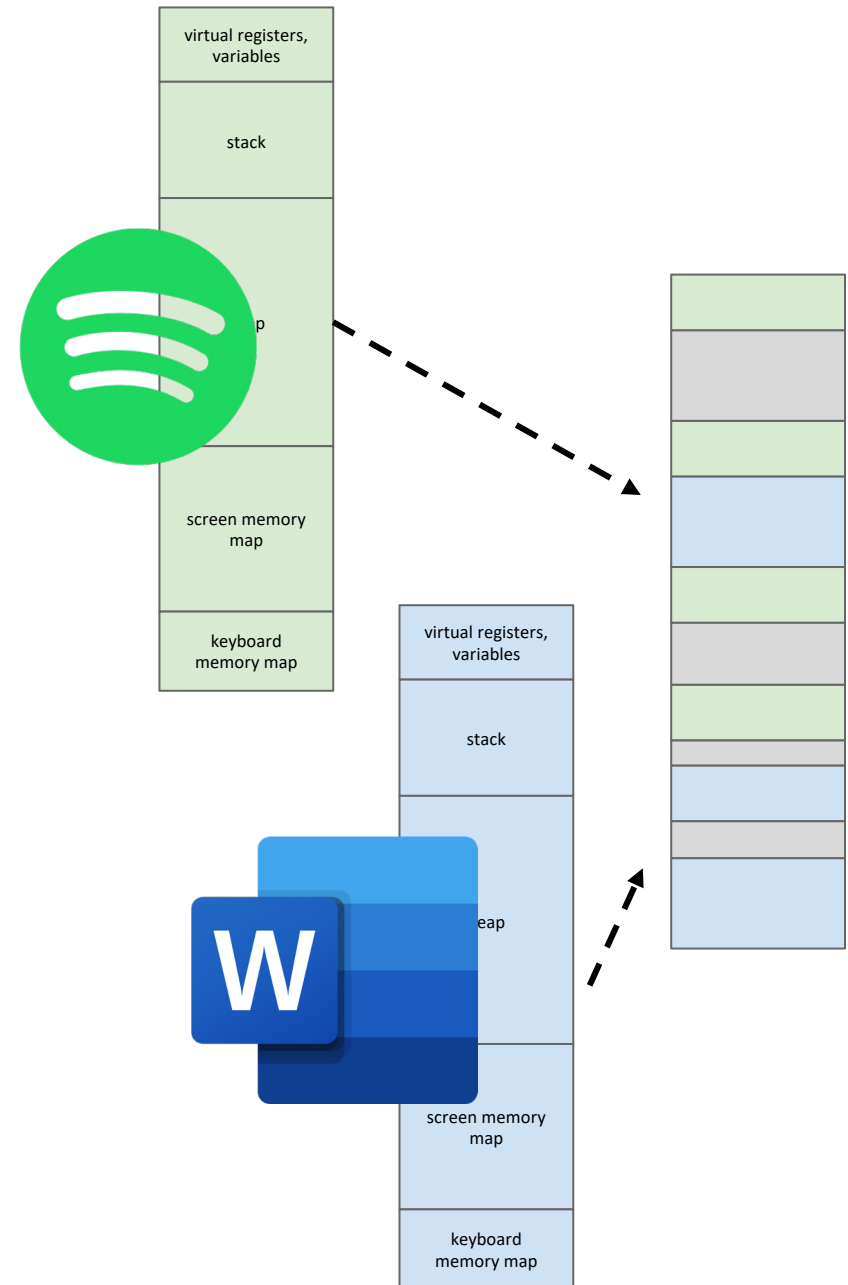 virtual registers,
variables
stack
p
screen memory
map
keyboard
memory map
virtual registers,
variables
stack
eap
W
screen memory
map
keyboard
memory map